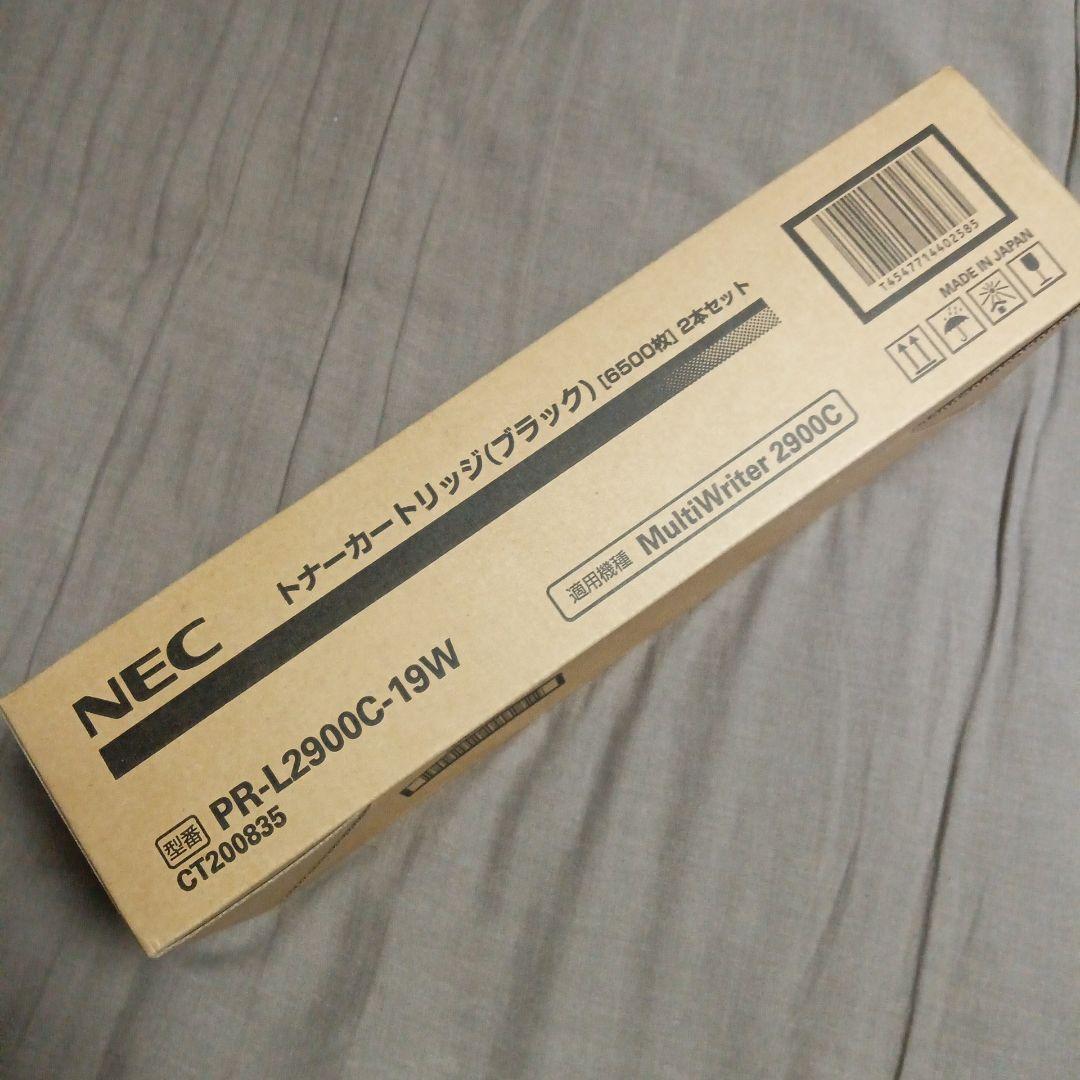 NEC
トナーカートリッジ(ブラック) [6500枚] 2本セット
型番 PR-L2900C-19W
CT200835
適用機種 MultiWriter 2900C
T4547714402585
MADE IN JAPAN